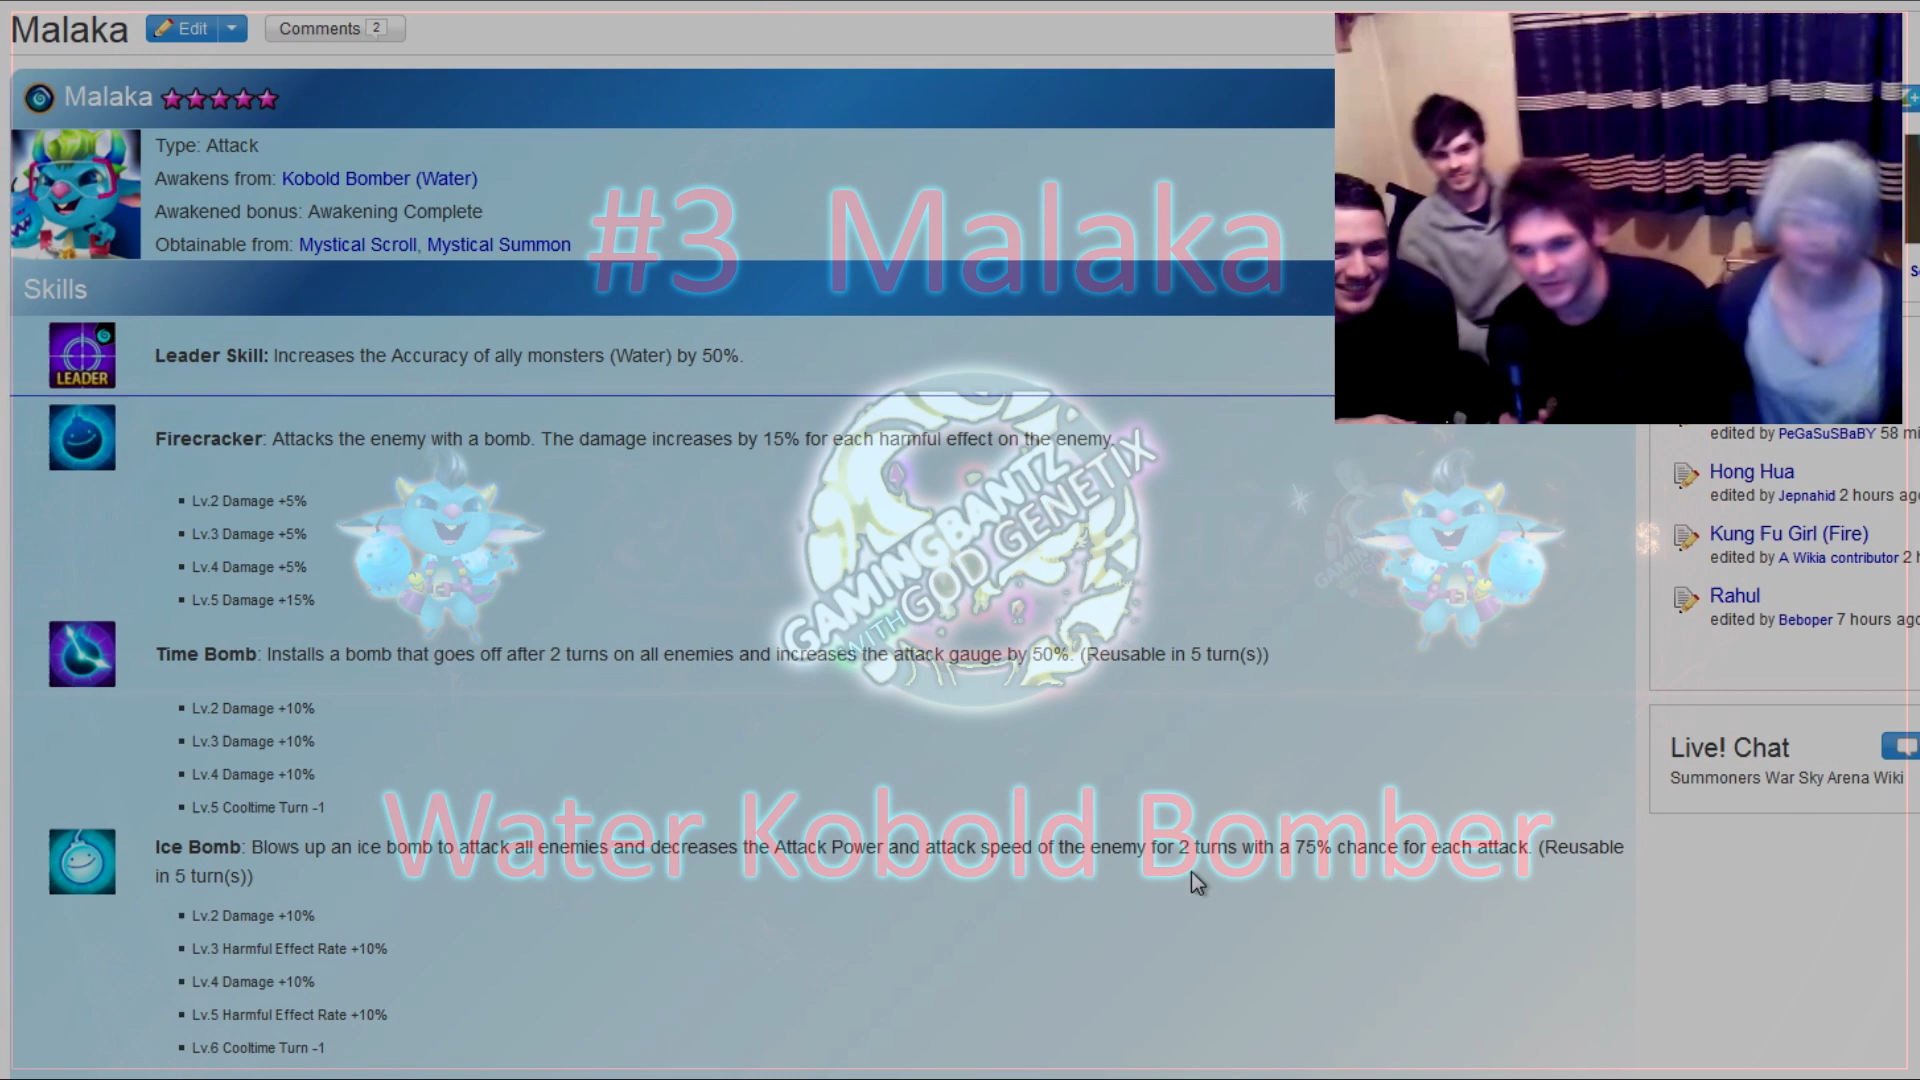 Malaka
Edit
Comments 2
Malaka
Type: Attack
Awakens from: Kobold Bomber (Water)
Awakened bonus: Awakening Complete
Obtainable from: Mystical Scroll, Mystical Summon
#3 Malaka
Skills
LEADER
Leader Skill: Increases the Accuracy of ally monsters (Water) by 50%.
Firecracker: Attacks the enemy with a bomb. The damage increases by 15% for each harmful effect on the enemy.
Lv.2 Damage +5%
Lv.3 Damage +5%
Lv.4 Damage +5%
Lv.5 Damage +15%
GAMINGBANTZ
WITH GOD GENETIX
Time Bomb: Installs a bomb that goes off after 2 turns on all enemies and increases the attack gauge by 50%. (Reusable in 5 turn(s))
Lv.2 Damage +10%
Lv.3 Damage +10%
Lv.4 Damage +10%
Lv.5 Cooltime Turn -1
Water Kobold Bomber
Ice Bomb: Blows up an ice bomb to attack all enemies and decreases the Attack Power and attack speed of the enemy for 2 turns with a 75% chance for each attack. (Reusable
in 5 turn(s))
Lv.2 Damage +10%
Lv.3 Harmful Effect Rate +10%
Lv.4 Damage +10%
Lv.5 Harmful Effect Rate +10%
Lv.6 Cooltime Turn -1
edited by PeGaSuSBaBY 58 mi
Hong Hua
edited by Jepnahid 2 hours ago
Kung Fu Girl (Fire)
edited by A Wikia contributor 2 h
Rahul
edited by Beboper 7 hours ago
Live! Chat
Summoners War Sky Arena Wiki